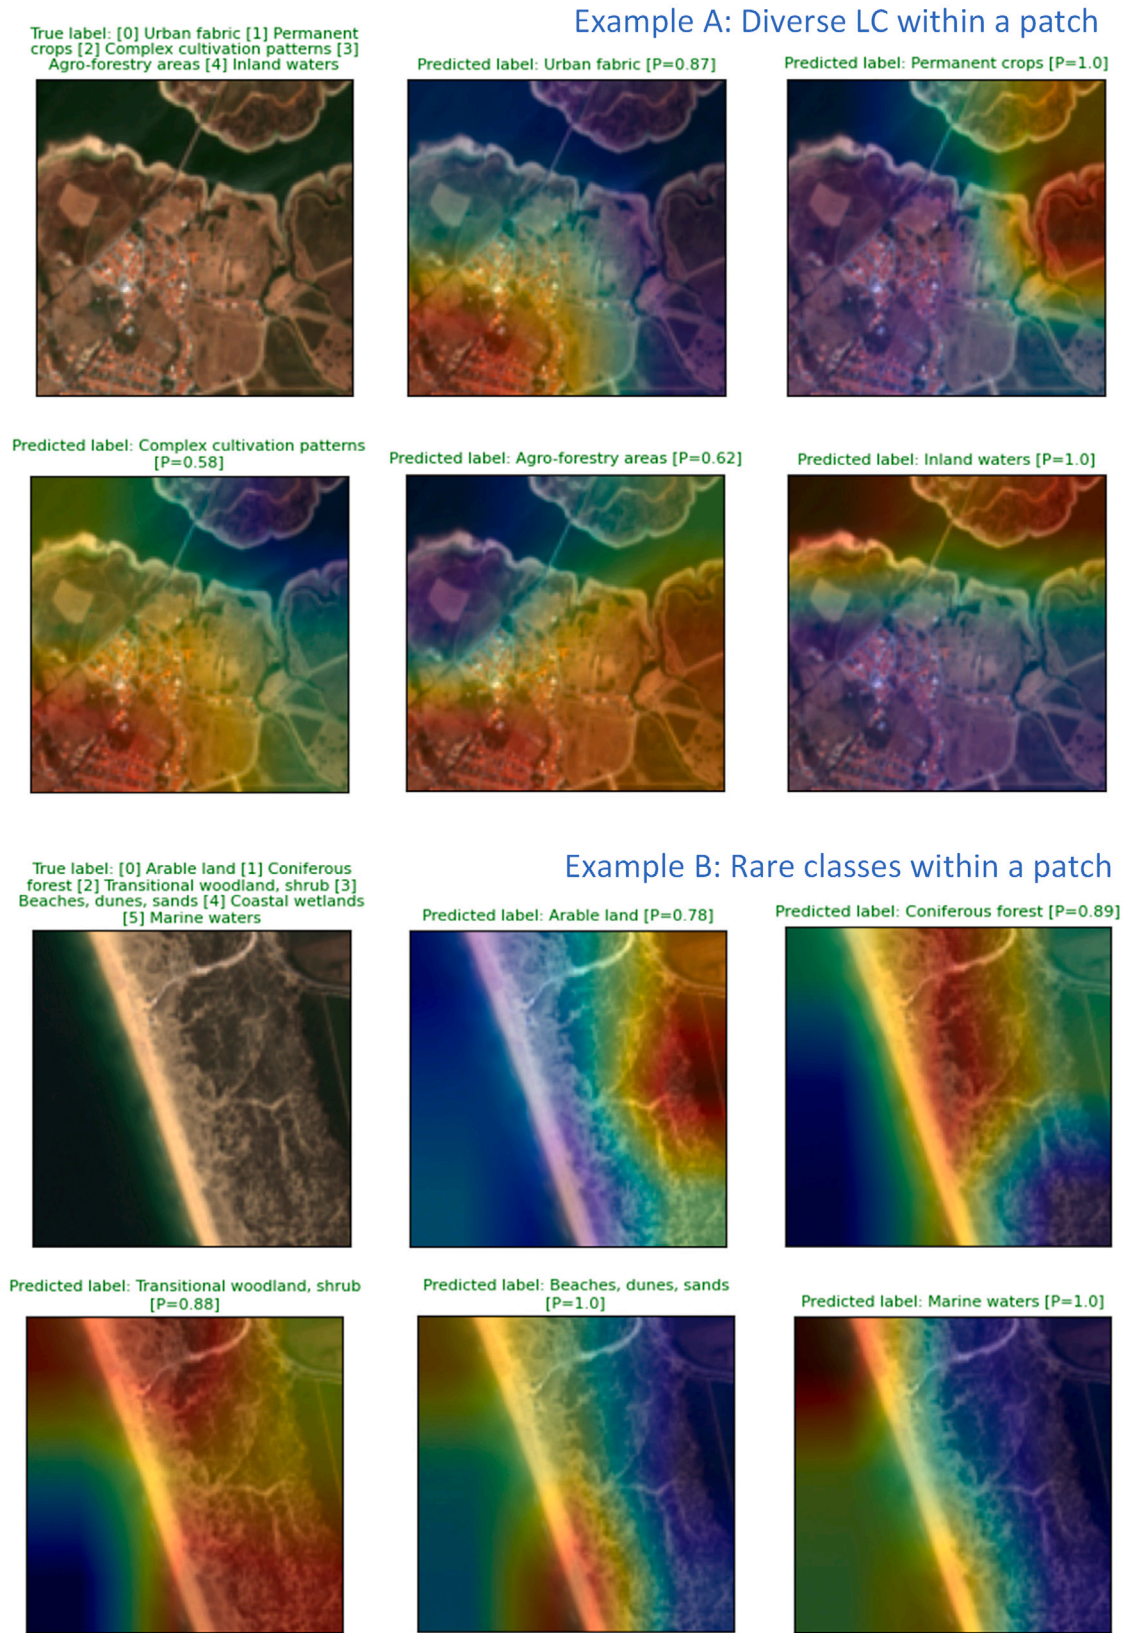 Example A: Diverse LC within a patch
True label: [0] Urban fabric [1] Permanent
crops [2] Complex cultivation patterns [3]
Agro-forestry areas [4] Inland waters
Predicted label: Urban fabric [P=0.87]
Predicted label: Permanent crops [P=1.0]
Predicted label: Complex cultivation patterns
[P=0.58]
Predicted label: Agro-forestry areas [P=0.62]
Predicted label: Inland waters [P=1.0]
Example B: Rare classes within a patch
True label: [0] Arable land [1] Coniferous
forest [2] Transitional woodland, shrub [3]
Beaches, dunes, sands [4] Coastal wetlands
[5] Marine waters
Predicted label: Arable land [P=0.78]
Predicted label: Coniferous forest [P=0.89]
Predicted label: Transitional woodland, shrub
[P=0.88]
Predicted label: Beaches, dunes, sands
[P=1.0]
Predicted label: Marine waters [P=1.0]